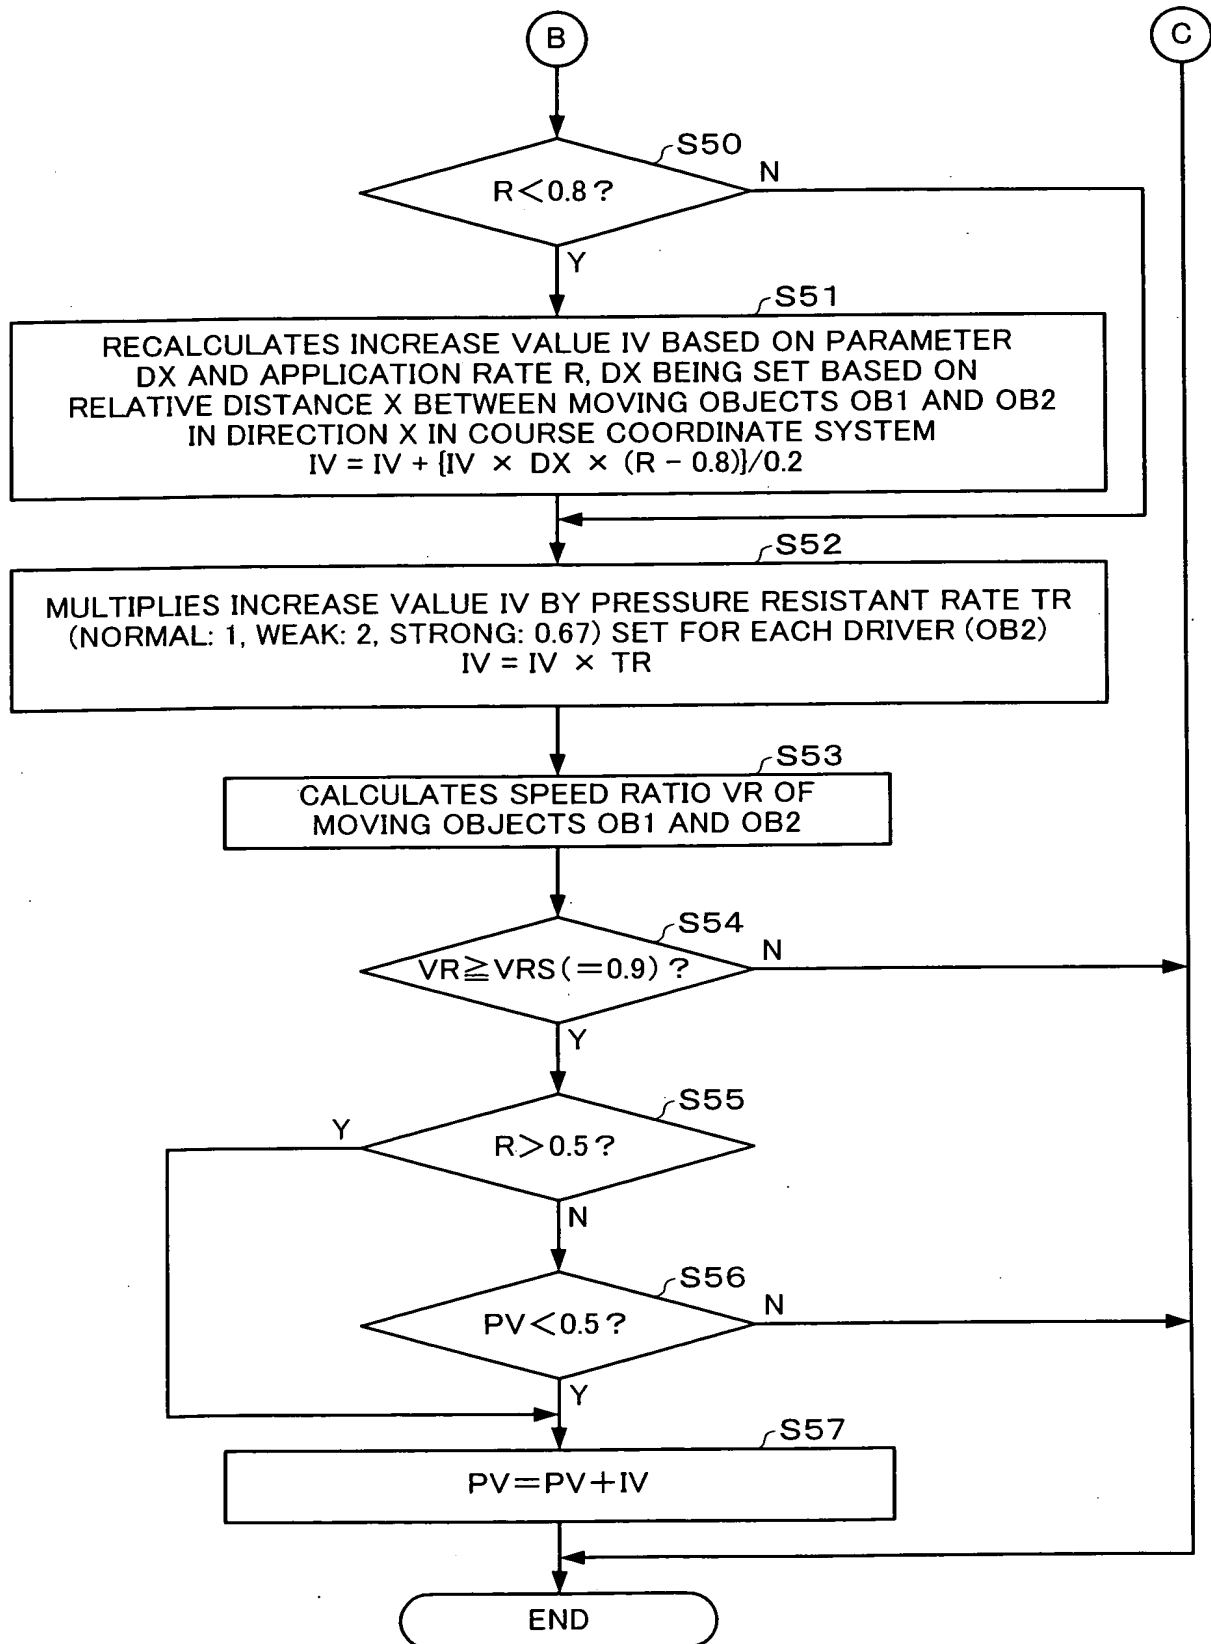 B
C
S50
R<0.8?
N
Y
S51
RECALCULATES INCREASE VALUE IV BASED ON PARAMETER
DX AND APPLICATION RATE R, DX BEING SET BASED ON
RELATIVE DISTANCE X BETWEEN MOVING OBJECTS OB1 AND OB2
IN DIRECTION X IN COURSE COORDINATE SYSTEM
IV = IV + {IV × DX × (R − 0.8)}/0.2
S52
MULTIPLIES INCREASE VALUE IV BY PRESSURE RESISTANT RATE TR
(NORMAL: 1, WEAK: 2, STRONG: 0.67) SET FOR EACH DRIVER (OB2)
IV = IV × TR
S53
CALCULATES SPEED RATIO VR OF
MOVING OBJECTS OB1 AND OB2
S54
VR≧VRS(=0.9)?
N
Y
S55
Y
R>0.5?
N
S56
PV<0.5?
N
Y
S57
PV=PV+IV
END